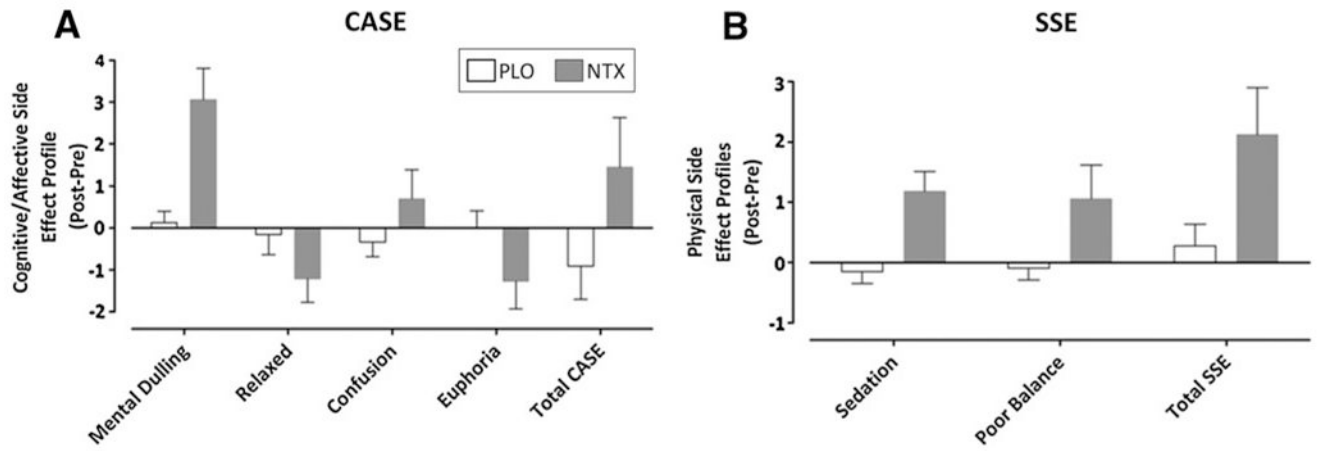 A
CASE
PLO
NTX
Cognitive/Affective Side
Effect Profile
(Post-Pre)
4
3
2
1
0
-1
-2
Mental Dulling
Relaxed
Confusion
Euphoria
Total CASE
B
SSE
Physical Side
Effect Profiles
(Post-Pre)
3
2
1
0
-1
Sedation
Poor Balance
Total SSE